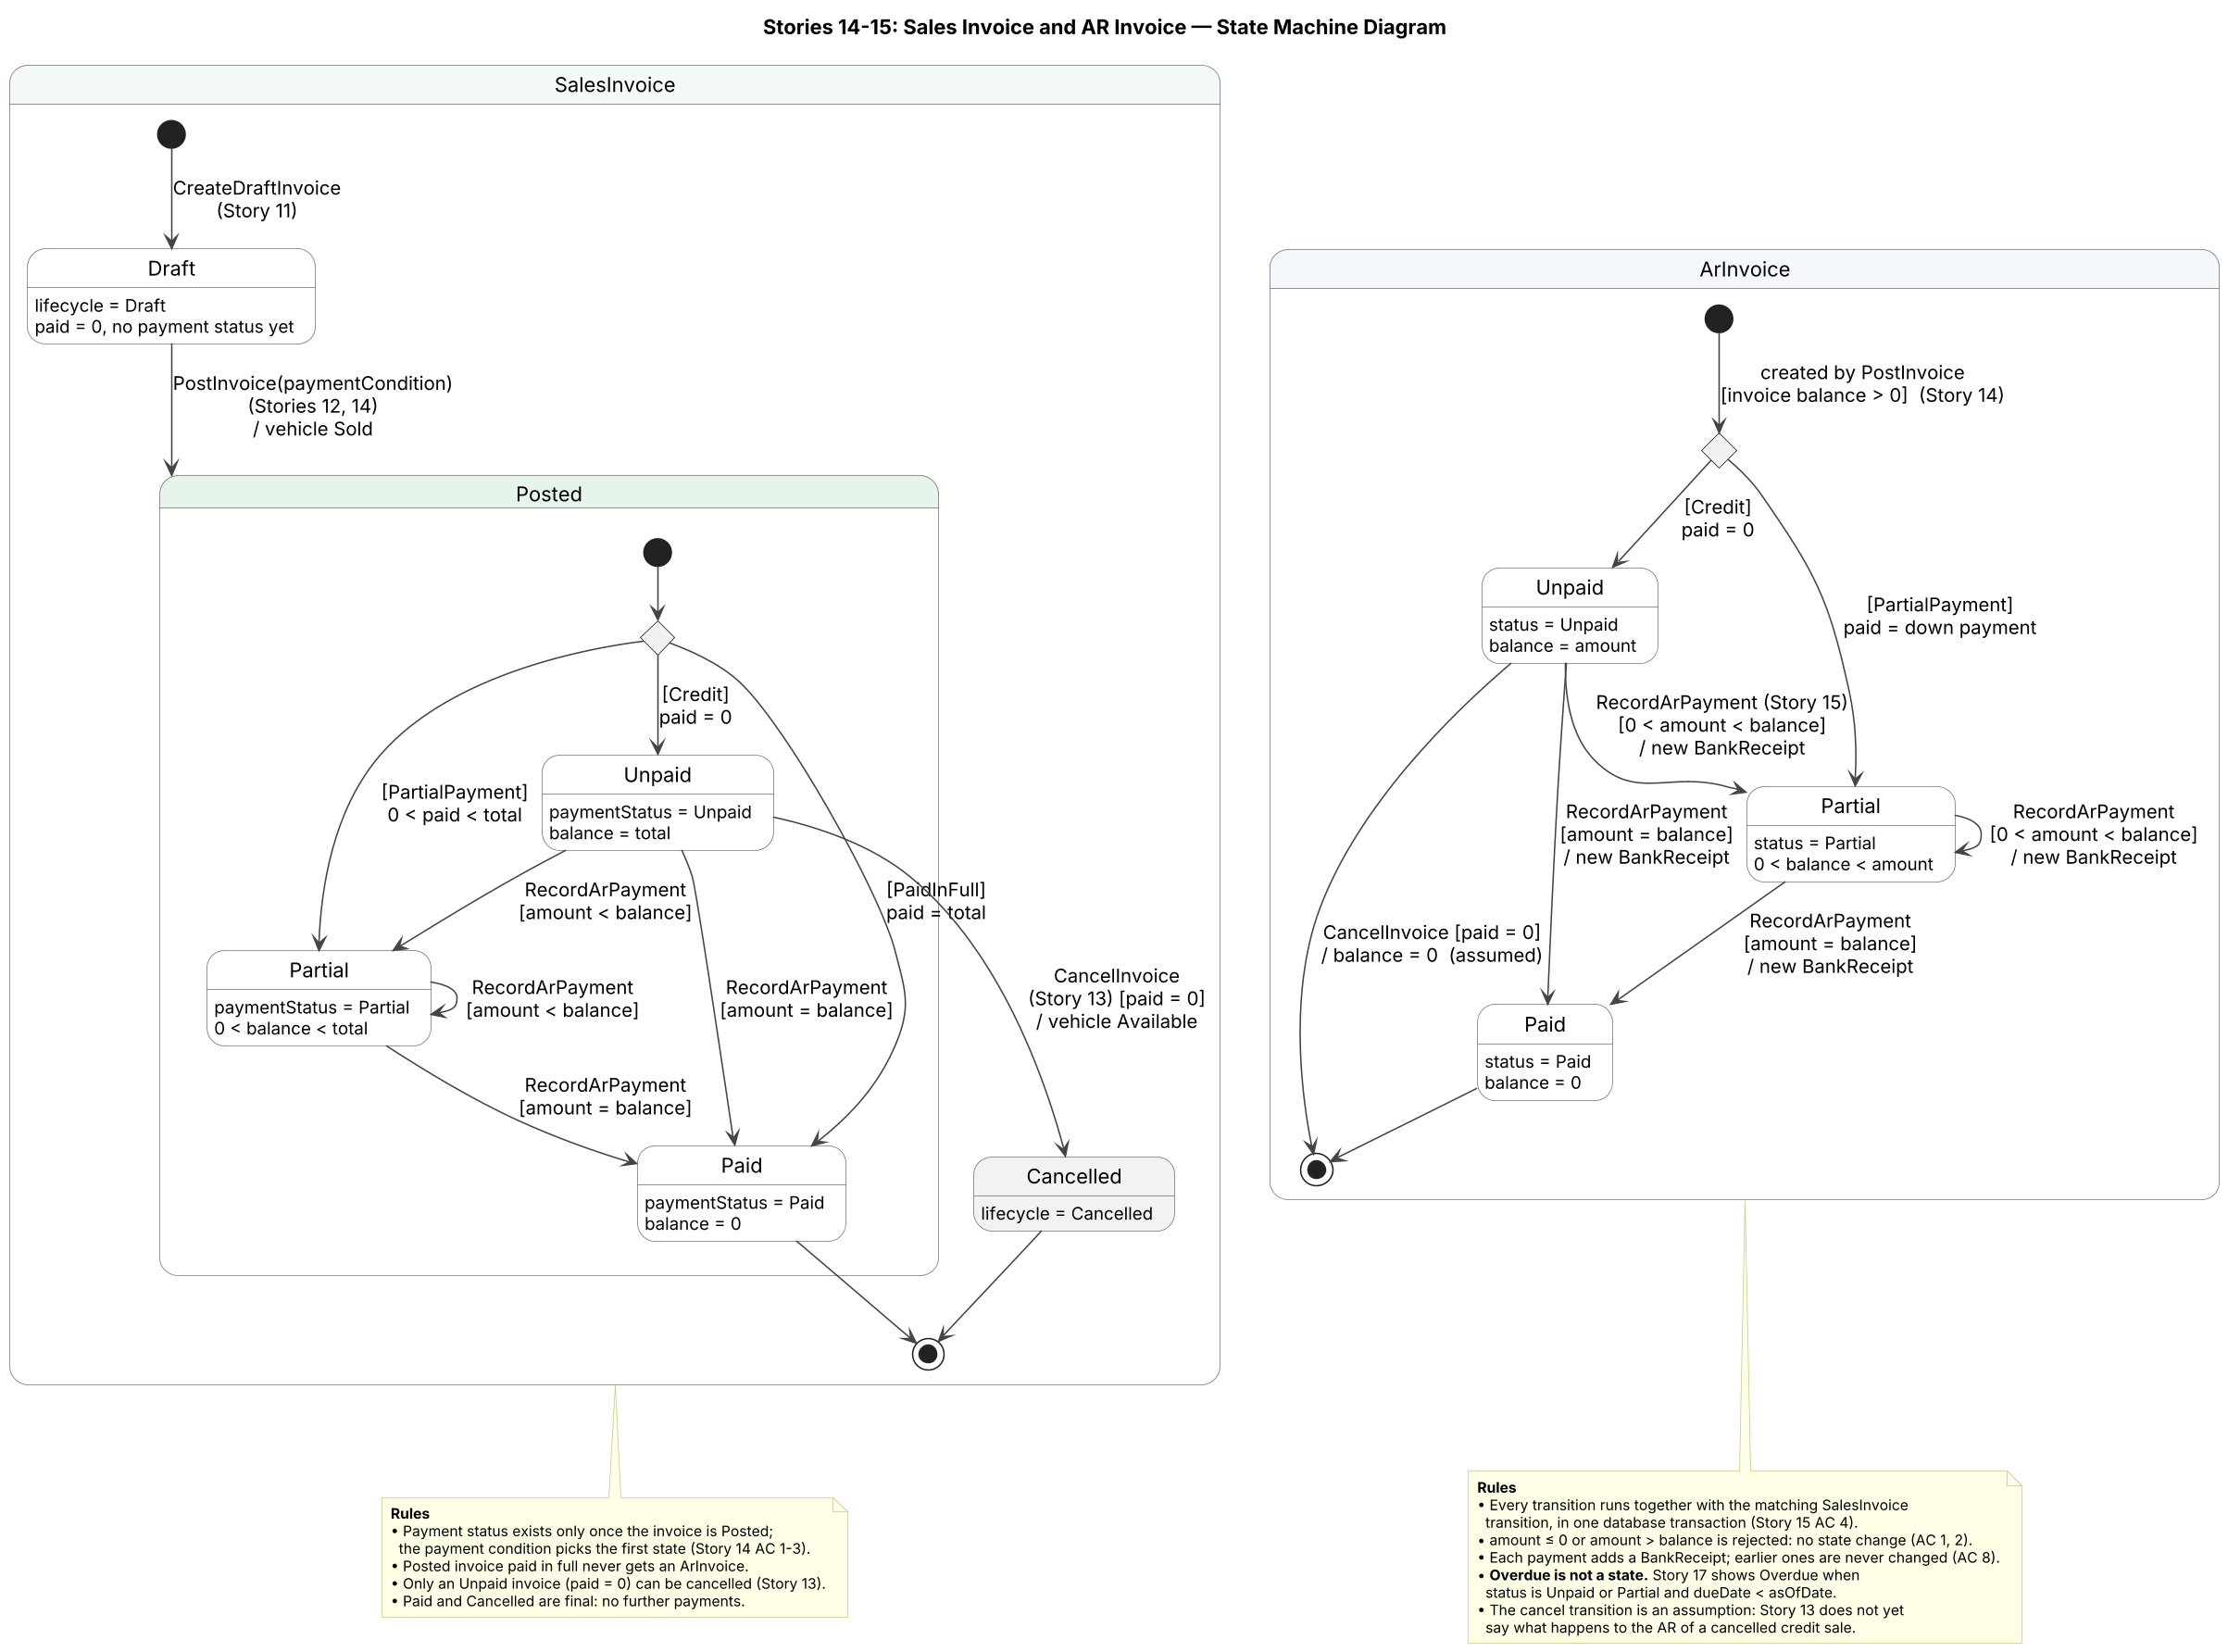 Stories 14-15: Sales Invoice and AR Invoice — State Machine Diagram
SalesInvoice
CreateDraftInvoice
(Story 11)
Draft
lifecycle = Draft
paid = 0, no payment status yet
PostInvoice(paymentCondition)
(Stories 12, 14)
/ vehicle Sold
Posted
[Credit]
paid = 0
[PartialPayment]
0 < paid < total
Unpaid
paymentStatus = Unpaid
balance = total
[PaidInFull]
paid = total
RecordArPayment
[amount < balance]
Partial
paymentStatus = Partial
0 < balance < total
RecordArPayment
[amount < balance]
RecordArPayment
[amount = balance]
CancelInvoice
(Story 13) [paid = 0]
/ vehicle Available
RecordArPayment
[amount = balance]
Paid
paymentStatus = Paid
balance = 0
Cancelled
lifecycle = Cancelled
Rules
• Payment status exists only once the invoice is Posted;
the payment condition picks the first state (Story 14 AC 1-3).
• Posted invoice paid in full never gets an ArInvoice.
• Only an Unpaid invoice (paid = 0) can be cancelled (Story 13).
• Paid and Cancelled are final: no further payments.
ArInvoice
created by PostInvoice
[invoice balance > 0]  (Story 14)
[Credit]
paid = 0
Unpaid
status = Unpaid
balance = amount
[PartialPayment]
paid = down payment
RecordArPayment (Story 15)
[0 < amount < balance]
/ new BankReceipt
RecordArPayment
[amount = balance]
/ new BankReceipt
Partial
status = Partial
0 < balance < amount
RecordArPayment
[0 < amount < balance]
/ new BankReceipt
CancelInvoice [paid = 0]
/ balance = 0  (assumed)
RecordArPayment
[amount = balance]
/ new BankReceipt
Paid
status = Paid
balance = 0
Rules
• Every transition runs together with the matching SalesInvoice
transition, in one database transaction (Story 15 AC 4).
• amount ≤ 0 or amount > balance is rejected: no state change (AC 1, 2).
• Each payment adds a BankReceipt; earlier ones are never changed (AC 8).
• Overdue is not a state. Story 17 shows Overdue when
status is Unpaid or Partial and dueDate < asOfDate.
• The cancel transition is an assumption: Story 13 does not yet
say what happens to the AR of a cancelled credit sale.